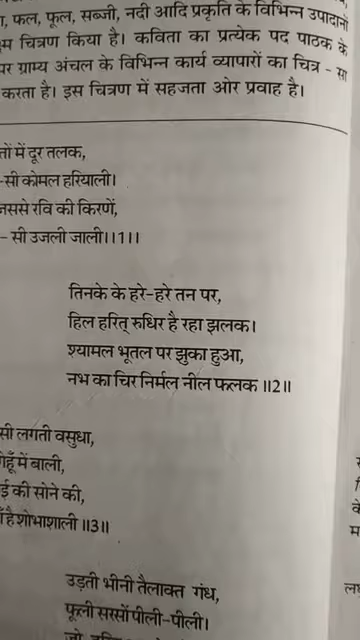 फल, फूल, सब्जी, नदी आदि प्रकृति के विभिन्न उपादानों
चित्रण किया है। कविता का प्रत्येक पद पाठक के
पर ग्राम्य अंचल के विभिन्न कार्य व्यापारों का चित्र - सा
करता है। इस चित्रण में सहजता ओर प्रवाह है।
में दूर तलक,
-सी कोमल हरियाली।
रवि की किरणें,
- सी उजली जाली।।1।।
तिनके के हरे-हरे तन पर,
हिल हरित् रुधिर है रहा झलक।
श्यामल भूतल पर झुका हुआ,
नभ का चिर निर्मल नील फलक ॥2॥
सी लगती वसुधा,
में बाली,
की सोने की,
है शोभाशाली ॥3॥
उड़ती भीनी तैलाक्त गंध,
फूली सरसों पीली-पीली।